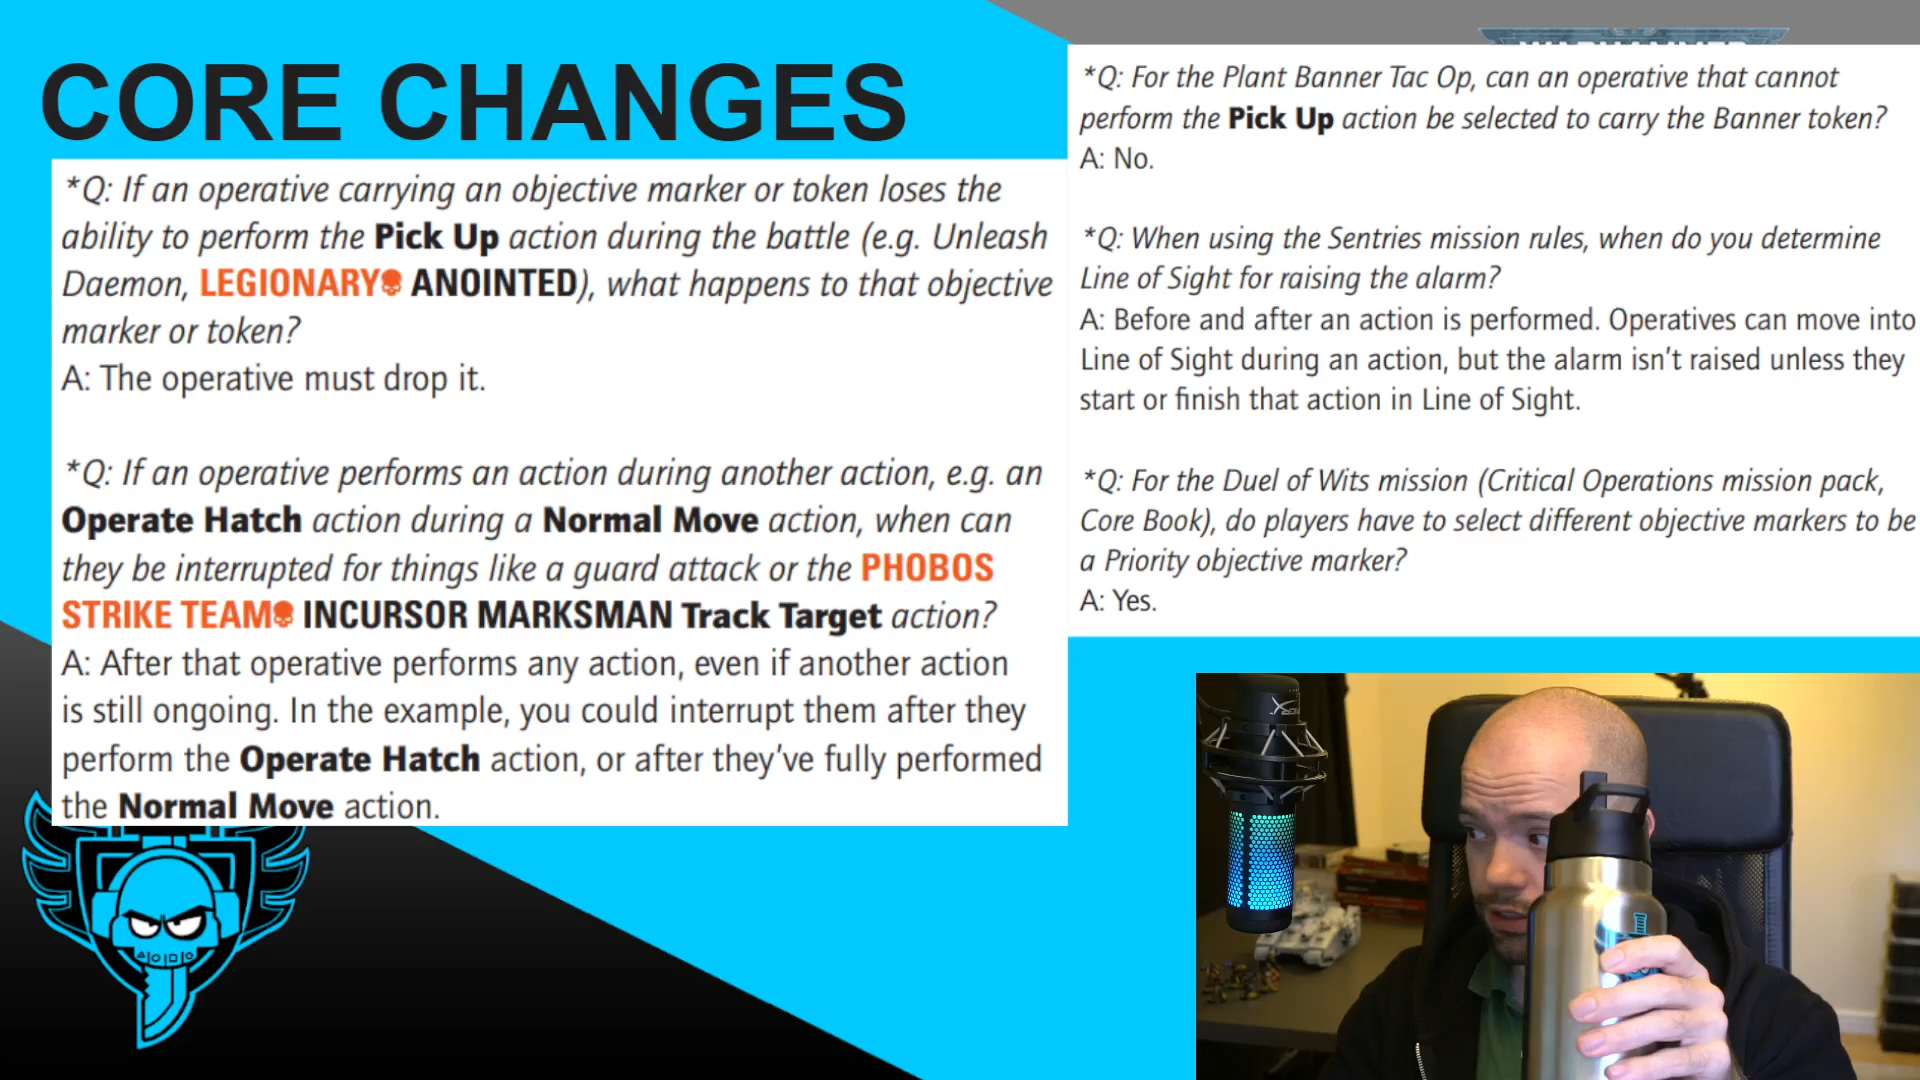 CORE CHANGES
*Q: If an operative carrying an objective marker or token loses the
ability to perform the Pick Up action during the battle (e.g. Unleash
Daemon, LEGIONARY ANOINTED), what happens to that objective
marker or token?
A: The operative must drop it.
*Q: If an operative performs an action during another action, e.g. an
Operate Hatch action during a Normal Move action, when can
they be interrupted for things like a guard attack or the PHOBOS
STRIKE TEAM INCURSOR MARKSMAN Track Target action?
A: After that operative performs any action, even if another action
is still ongoing. In the example, you could interrupt them after they
perform the Operate Hatch action, or after they've fully performed
the Normal Move action.
*Q: For the Plant Banner Tac Op, can an operative that cannot
perform the Pick Up action be selected to carry the Banner token?
A: No.
*Q: When using the Sentries mission rules, when do you determine
Line of Sight for raising the alarm?
A: Before and after an action is performed. Operatives can move into
Line of Sight during an action, but the alarm isn't raised unless they
start or finish that action in Line of Sight.
*Q: For the Duel of Wits mission (Critical Operations mission pack,
Core Book), do players have to select different objective markers to be
a Priority objective marker?
A: Yes.